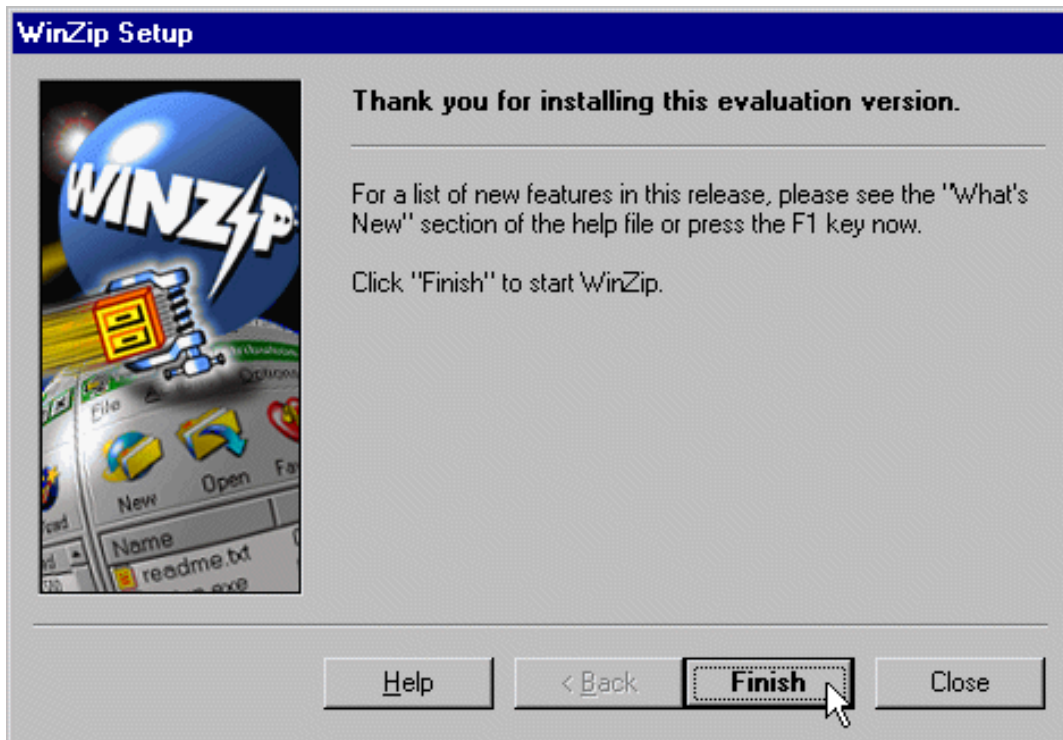 WinZip Setup
WINZIP
File
Options
New
Open
Name
readme.txt
Thank you for installing this evaluation version.
For a list of new features in this release, please see the "What's
New" section of the help file or press the F1 key now.
Click "Finish" to start WinZip.
Help
< Back
Finish
Close